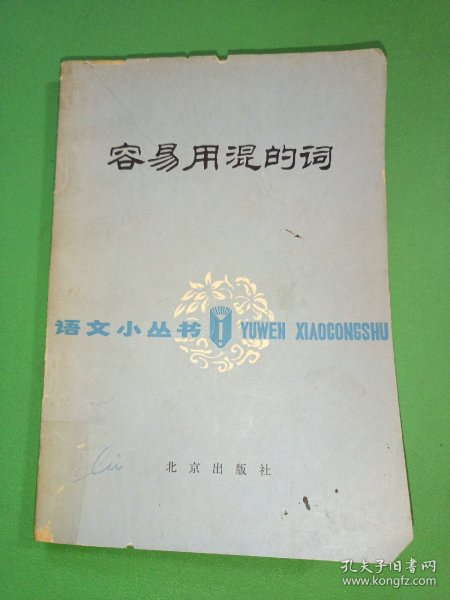 容易用混的词
语文小丛书 YUWEN XIAOCONGSHU
北京出版社
孔夫子旧书网
www.kongfz.com